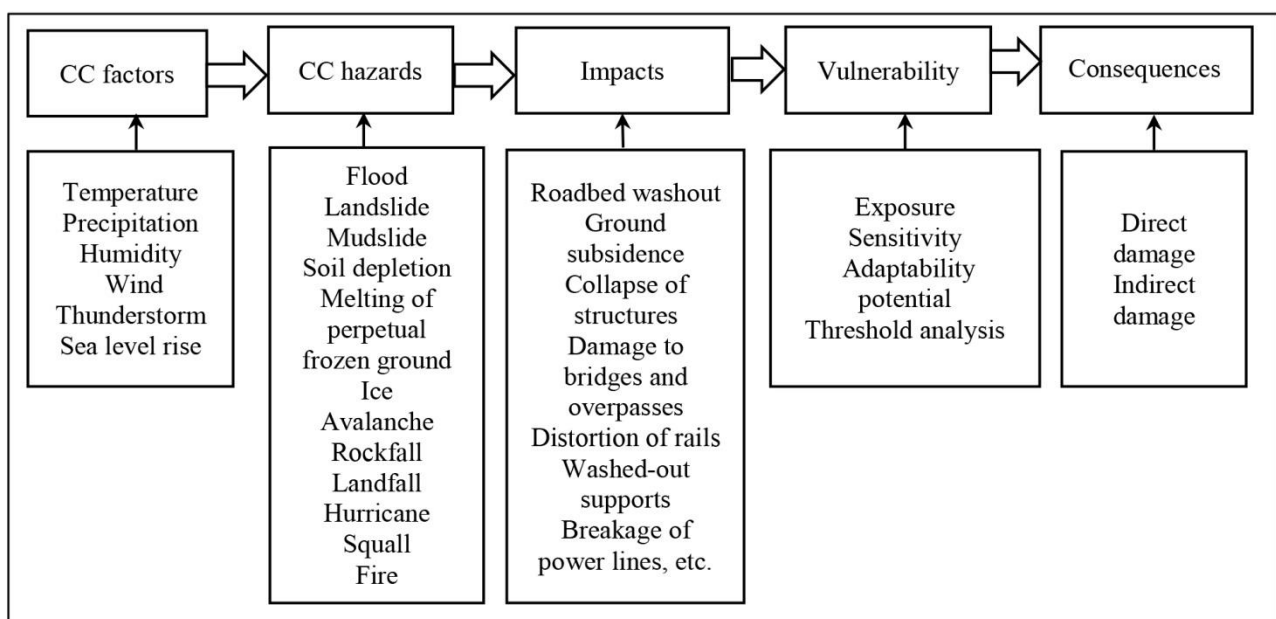 CC factors
CC hazards
Impacts
Vulnerability
Consequences
Temperature
Precipitation
Humidity
Wind
Thunderstorm
Sea level rise
Flood
Landslide
Mudslide
Soil depletion
Melting of
perpetual
frozen ground
Ice
Avalanche
Rockfall
Landfall
Hurricane
Squall
Fire
Roadbed washout
Ground
subsidence
Collapse of
structures
Damage to
bridges and
overpasses
Distortion of rails
Washed-out
supports
Breakage of
power lines, etc.
Exposure
Sensitivity
Adaptability
potential
Threshold analysis
Direct
damage
Indirect
damage